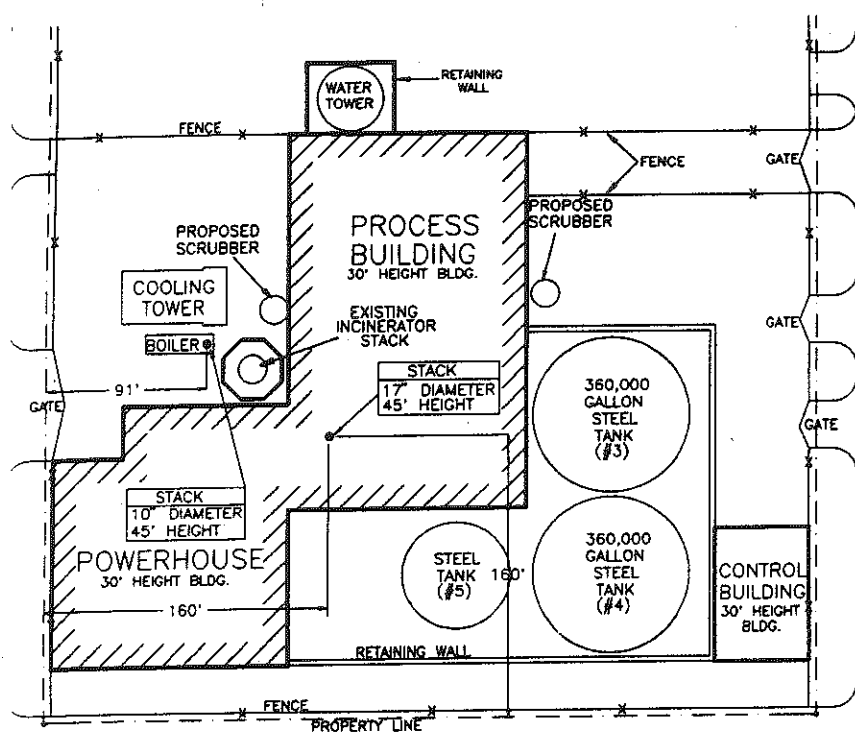 WATER
TOWER
RETAINING
WALL
FENCE
FENCE
GATE
PROPOSED
SCRUBBER
PROCESS
BUILDING
30' HEIGHT BLDG.
PROPOSED
SCRUBBER
COOLING
TOWER
EXISTING
INCINERATOR
STACK
BOILER
GATE
91'
STACK
17" DIAMETER
45' HEIGHT
360,000
GALLON
STEEL
TANK
(#3)
GATE
GATE
STACK
10" DIAMETER
45' HEIGHT
POWERHOUSE
30' HEIGHT BLDG.
STEEL
TANK
(#5)
160'
360,000
GALLON
STEEL
TANK
(#4)
CONTROL
BUILDING
30' HEIGHT
BLDG.
160'
RETAINING WALL
FENCE
PROPERTY LINE